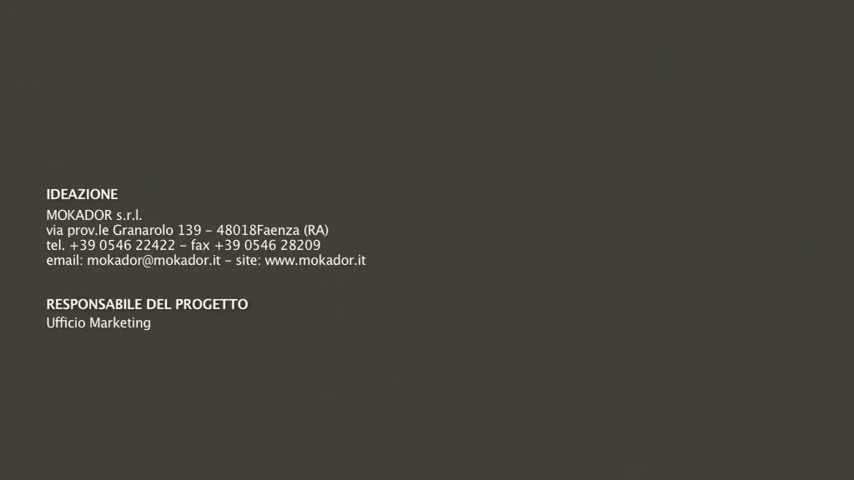 IDEAZIONE
MOKADOR s.r.l.
via prov.le Granarolo 139 – 48018Faenza (RA)
tel. +39 0546 22422 – fax +39 0546 28209
email: mokador@mokador.it – site: www.mokador.it
RESPONSABILE DEL PROGETTO
Ufficio Marketing